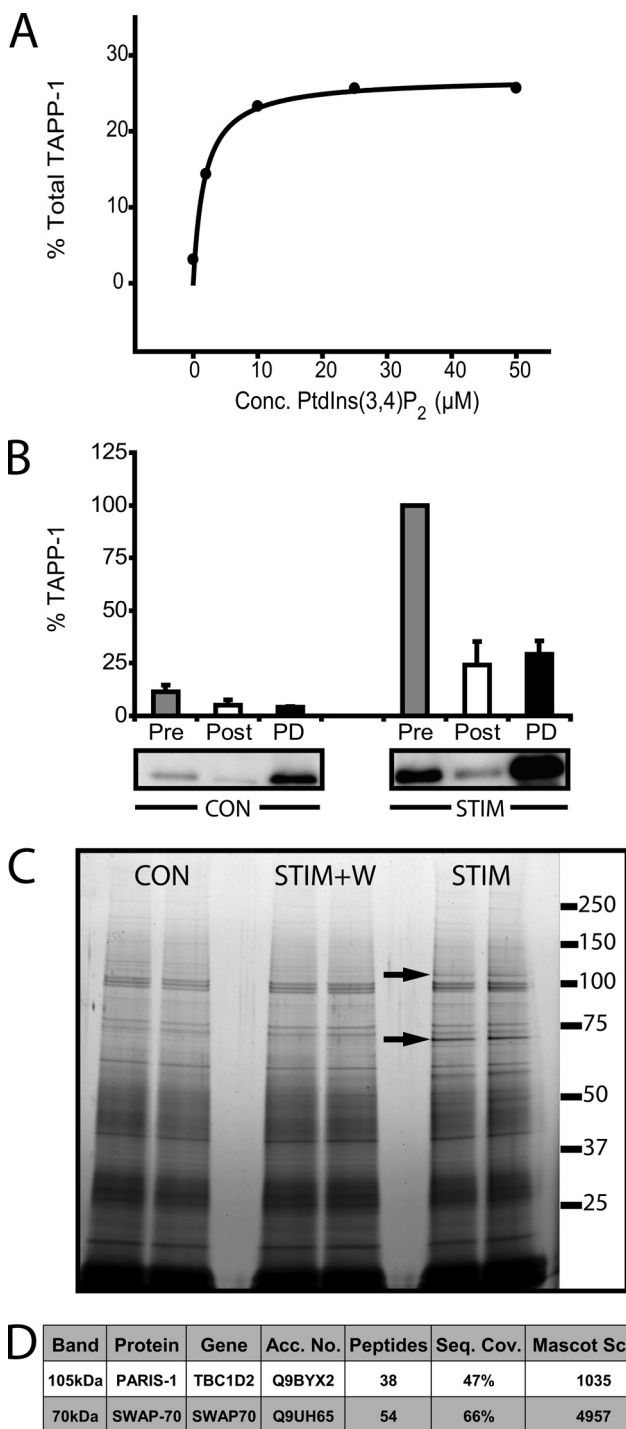 A
% Total TAPP-1
30
20
10
0
0 10 20 30 40 50
Conc. PtdIns(3,4)P2 (µM)
B
% TAPP-1
125
100
75
50
25
0
Pre Post PD Pre Post PD
CON STIM
C
CON STIM+W STIM
250
150
100
75
50
37
25
D
Band Protein Gene Acc. No. Peptides Seq. Cov. Mascot Sc
105kDa PARIS-1 TBC1D2 Q9BYX2 38 47% 1035
70kDa SWAP-70 SWAP70 Q9UH65 54 66% 4957